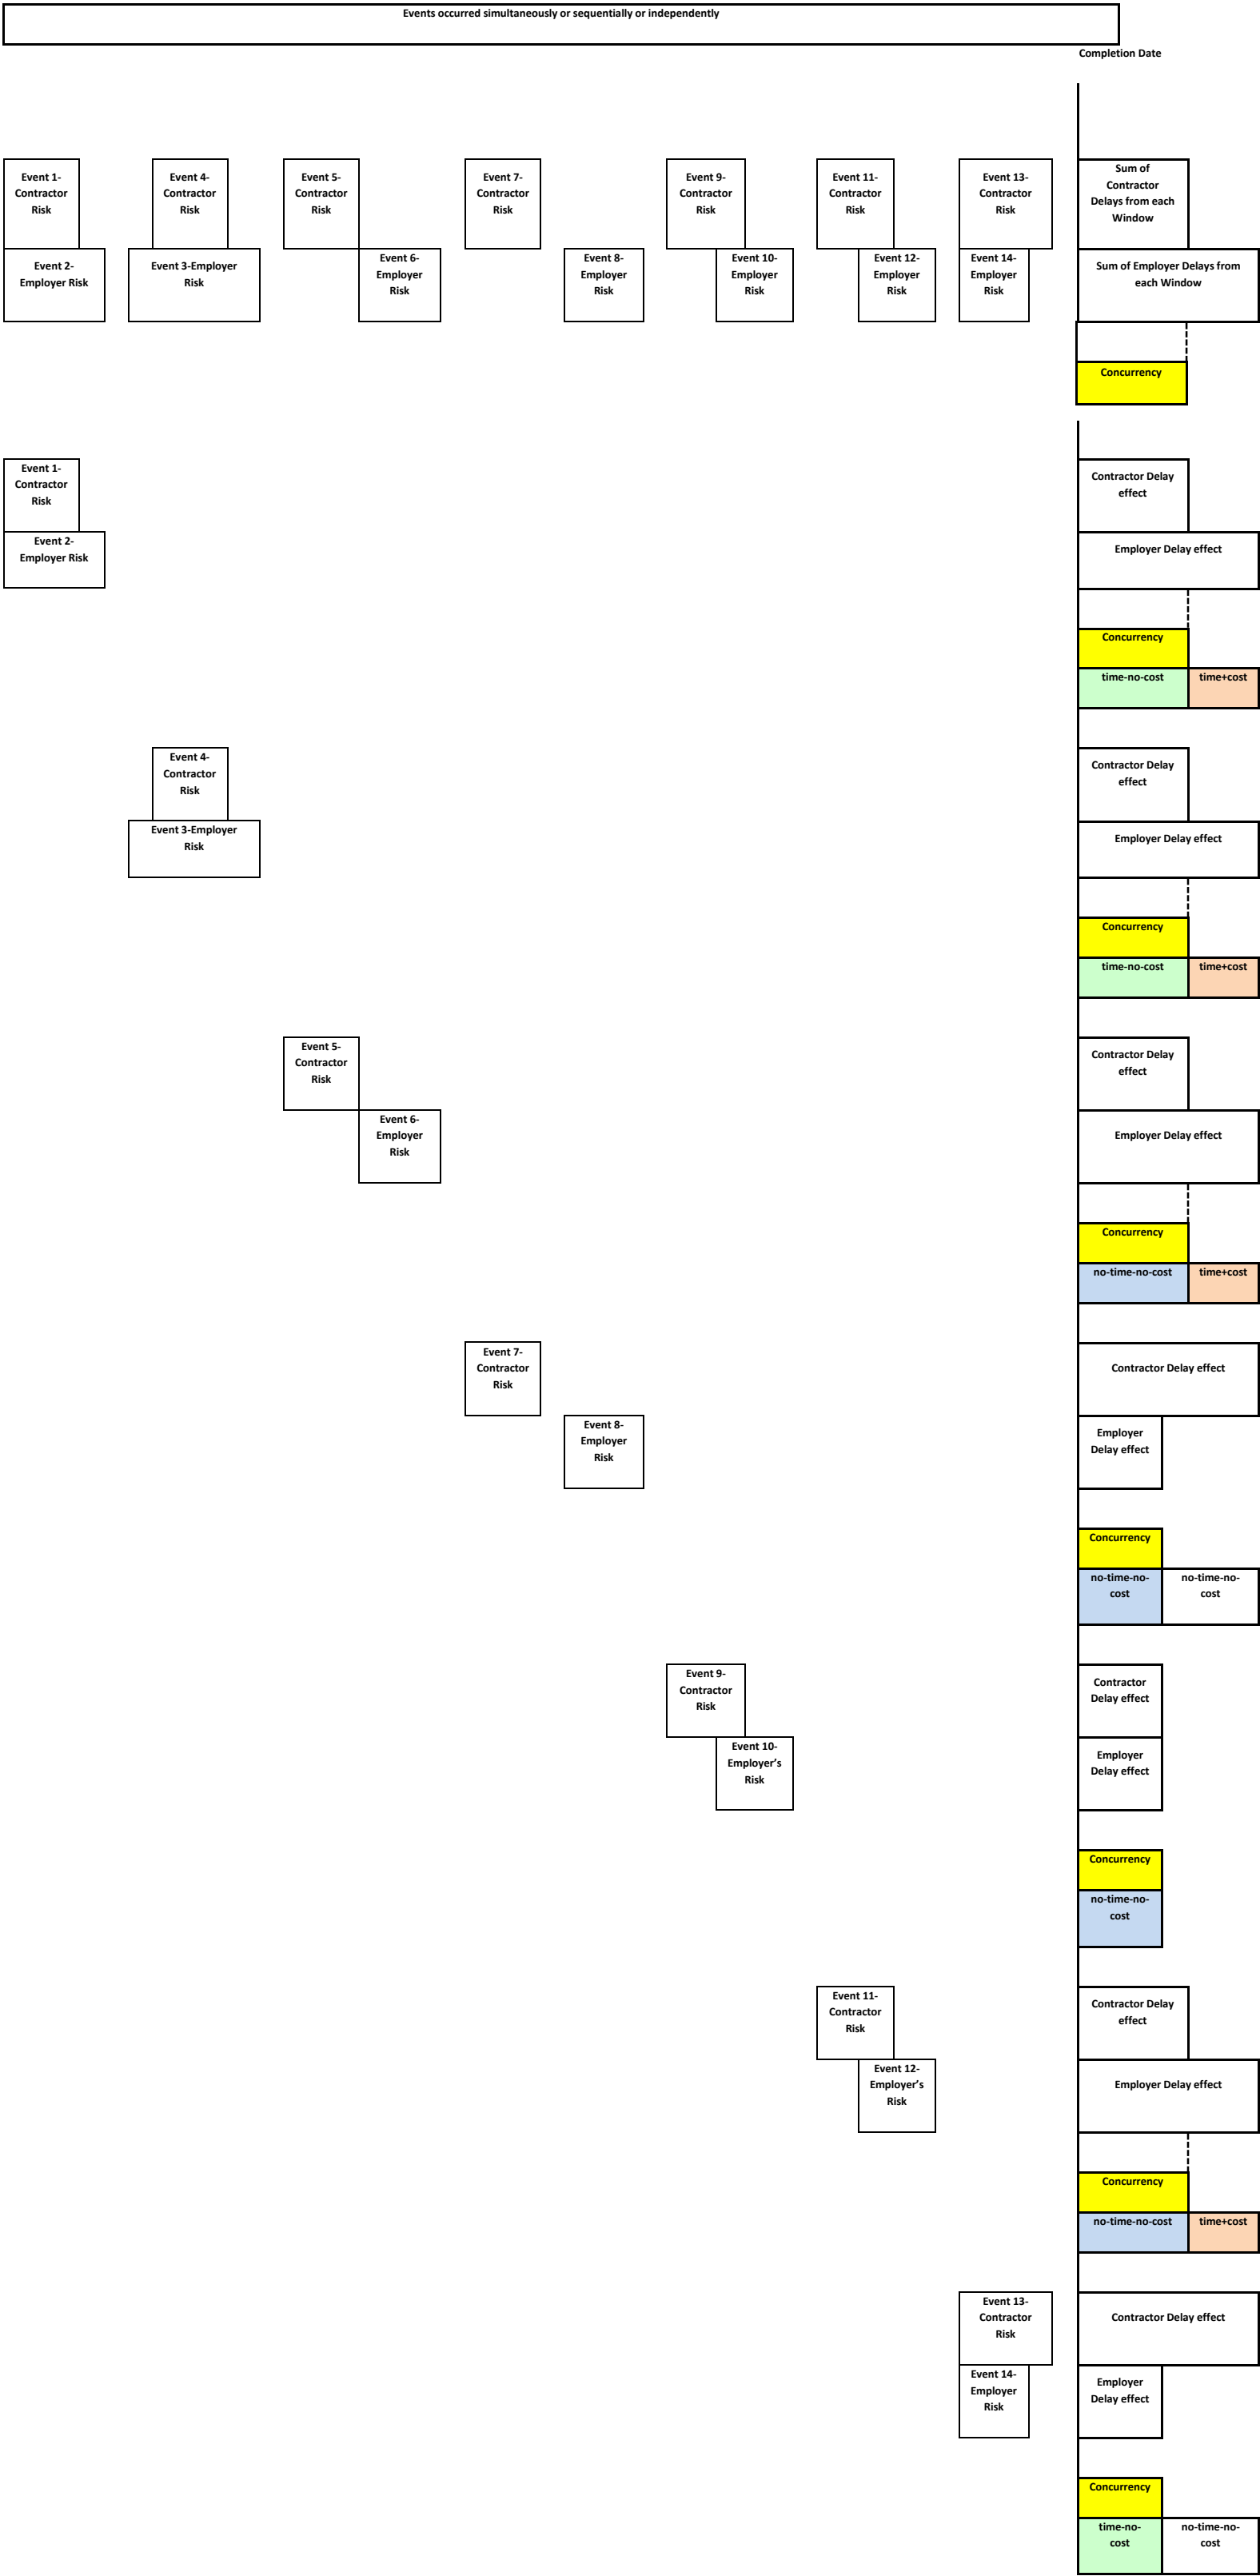 Events occurred simultaneously or sequentially or independently
Completion Date
Event 1-
Contractor
Risk
Event 4-
Contractor
Risk
Event 5-
Contractor
Risk
Event 7-
Contractor
Risk
Event 9-
Contractor
Risk
Event 11-
Contractor
Risk
Event 13-
Contractor
Risk
Sum of
Contractor
Delays from each
Window
Event 2-
Employer Risk
Event 3-Employer
Risk
Event 6-
Employer
Risk
Event 8-
Employer
Risk
Event 10-
Employer
Risk
Event 12-
Employer
Risk
Event 14-
Employer
Risk
Sum of Employer Delays from
each Window
Concurrency
Event 1-
Contractor
Risk
Contractor Delay
effect
Event 2-
Employer Risk
Employer Delay effect
Concurrency
time-no-cost
time+cost
Event 4-
Contractor
Risk
Contractor Delay
effect
Event 3-Employer
Risk
Employer Delay effect
Concurrency
time-no-cost
time+cost
Event 5-
Contractor
Risk
Contractor Delay
effect
Event 6-
Employer
Risk
Employer Delay effect
Concurrency
no-time-no-cost
time+cost
Event 7-
Contractor
Risk
Contractor Delay effect
Event 8-
Employer
Risk
Employer
Delay effect
Concurrency
no-time-no-
cost
no-time-no-
cost
Event 9-
Contractor
Risk
Contractor
Delay effect
Event 10-
Employer’s
Risk
Employer
Delay effect
Concurrency
no-time-no-
cost
Event 11-
Contractor
Risk
Contractor Delay
effect
Event 12-
Employer’s
Risk
Employer Delay effect
Concurrency
no-time-no-cost
time+cost
Event 13-
Contractor
Risk
Contractor Delay effect
Event 14-
Employer
Risk
Employer
Delay effect
Concurrency
time-no-
cost
no-time-no-
cost